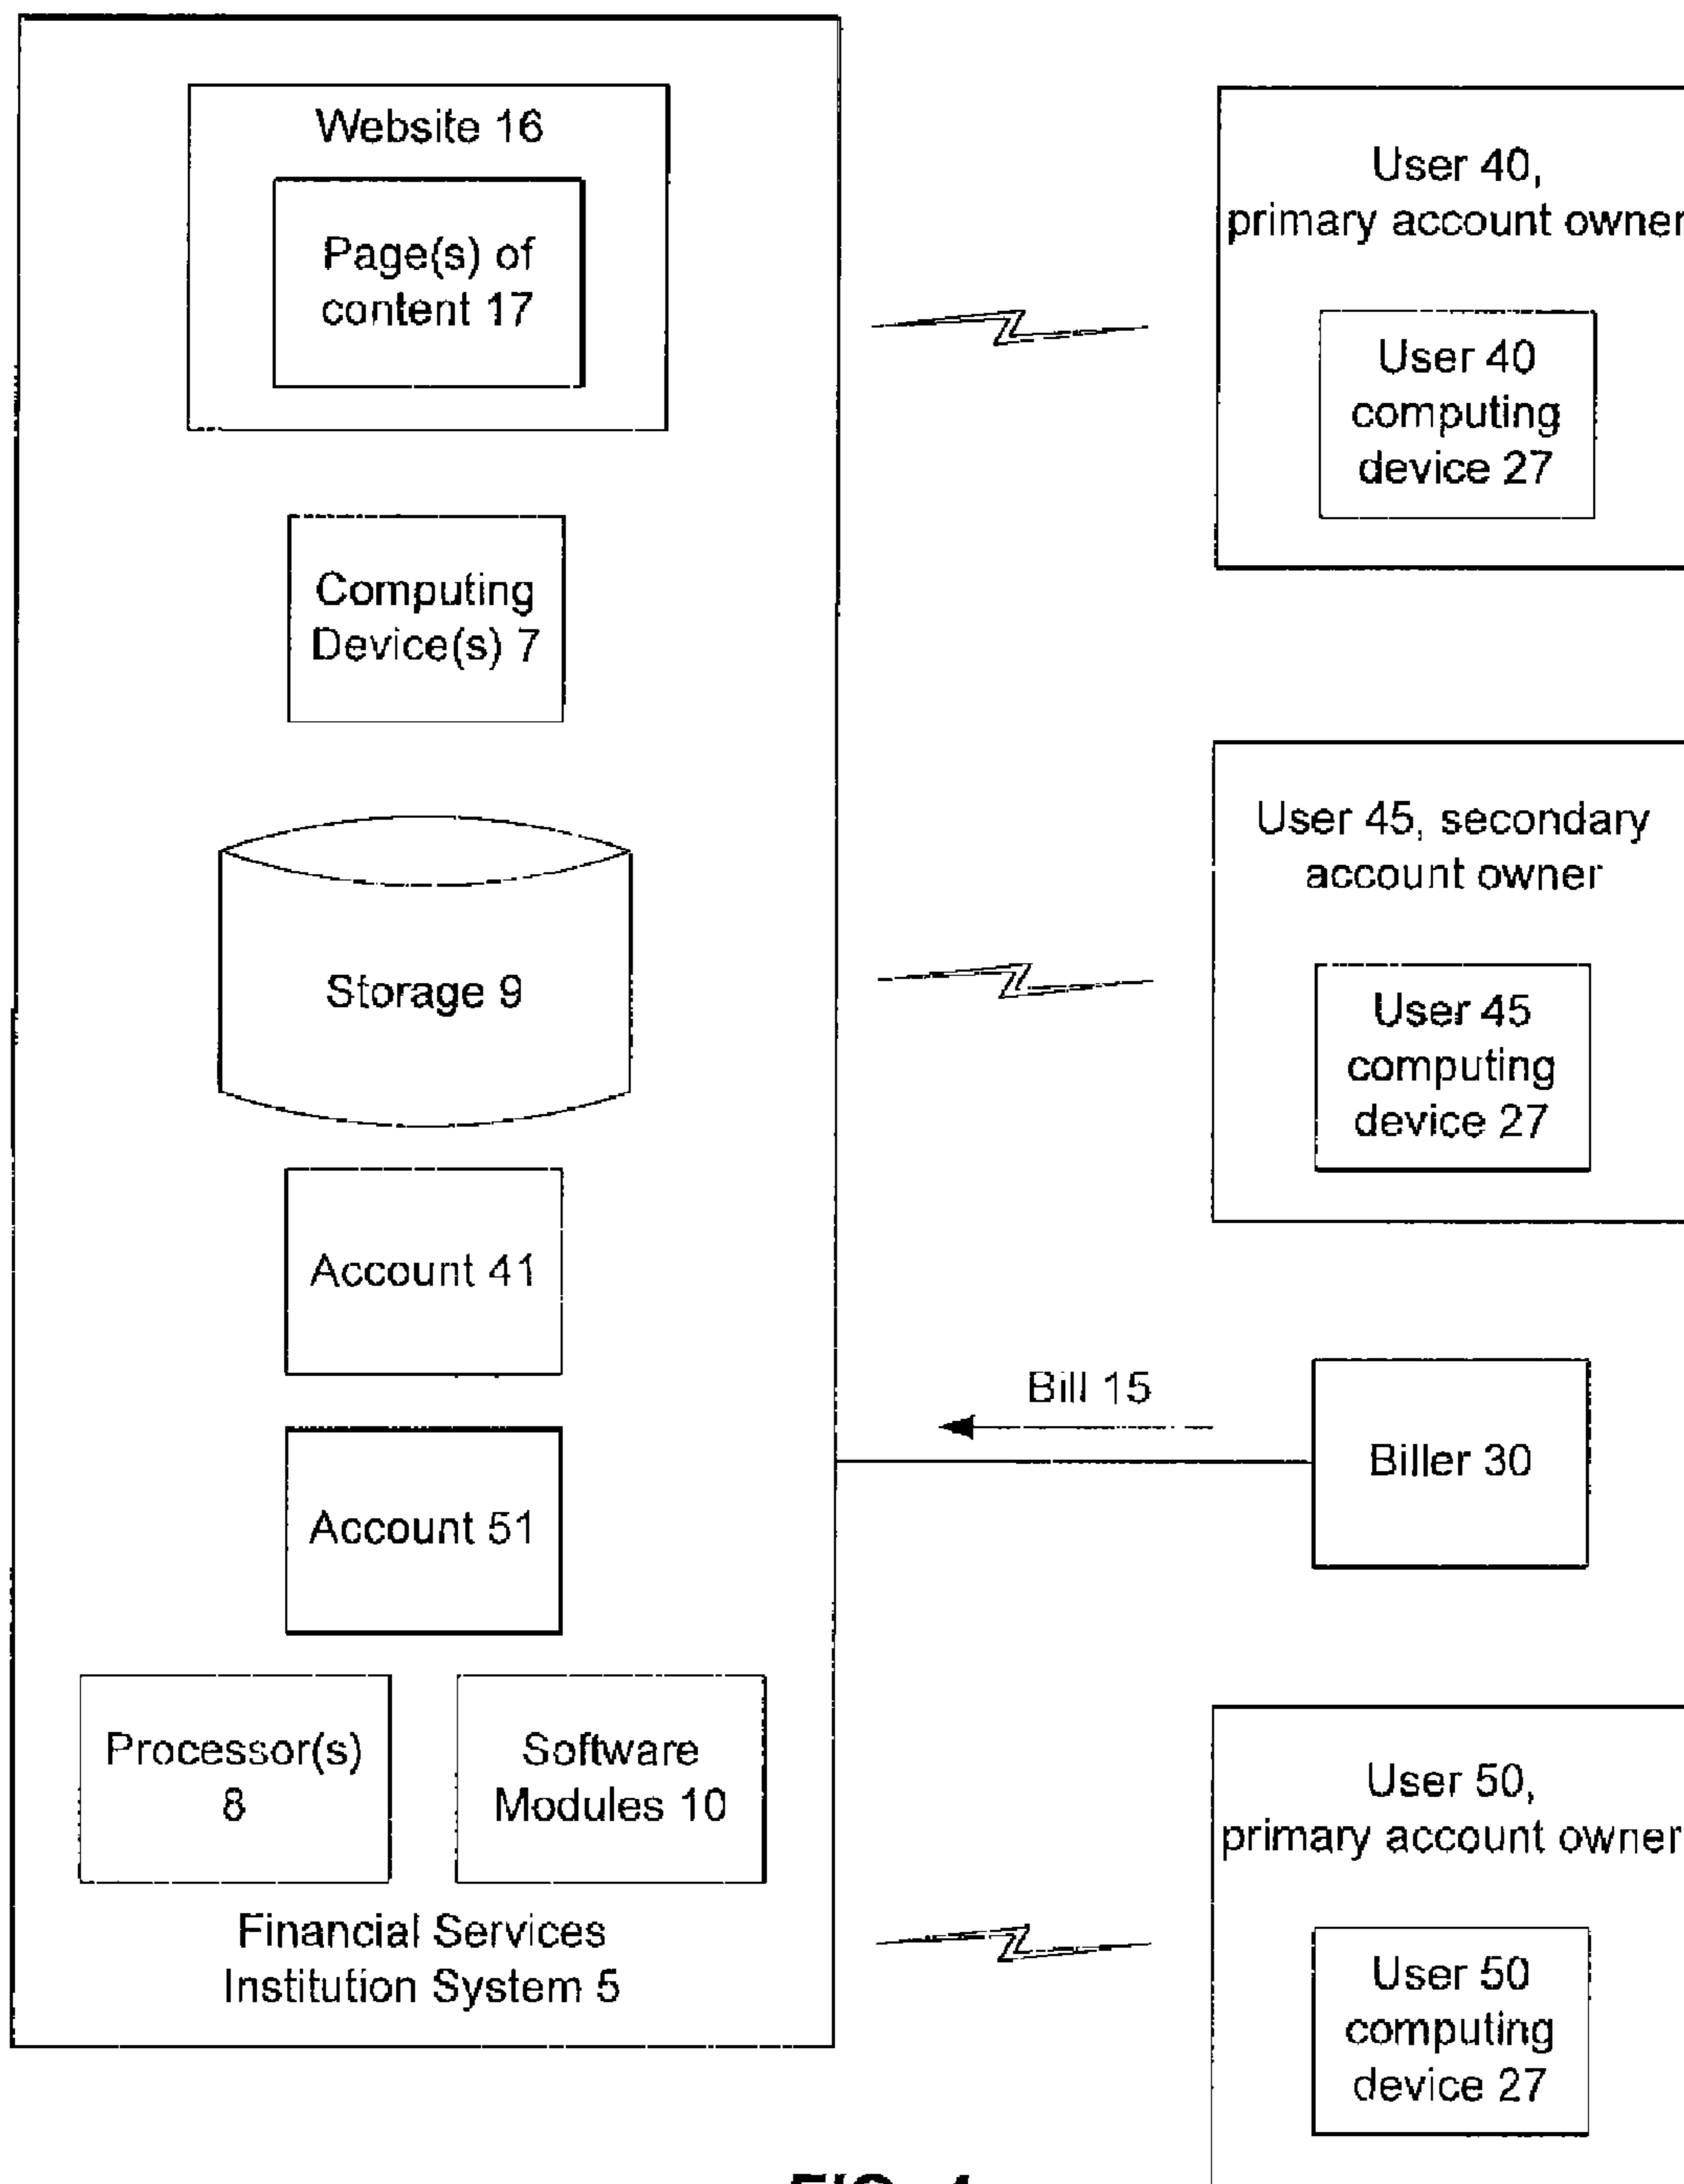 Website 16
Page(s) of
content 17
Computing
Device(s) 7
Storage 9
Account 41
Account 51
Processor(s)
8
Software
Modules 10
Financial Services
Institution System 5
User 40,
primary account owner
User 40
computing
device 27
User 45, secondary
account owner
User 45
computing
device 27
Bill 15
Biller 30
User 50,
primary account owner
User 50
computing
device 27